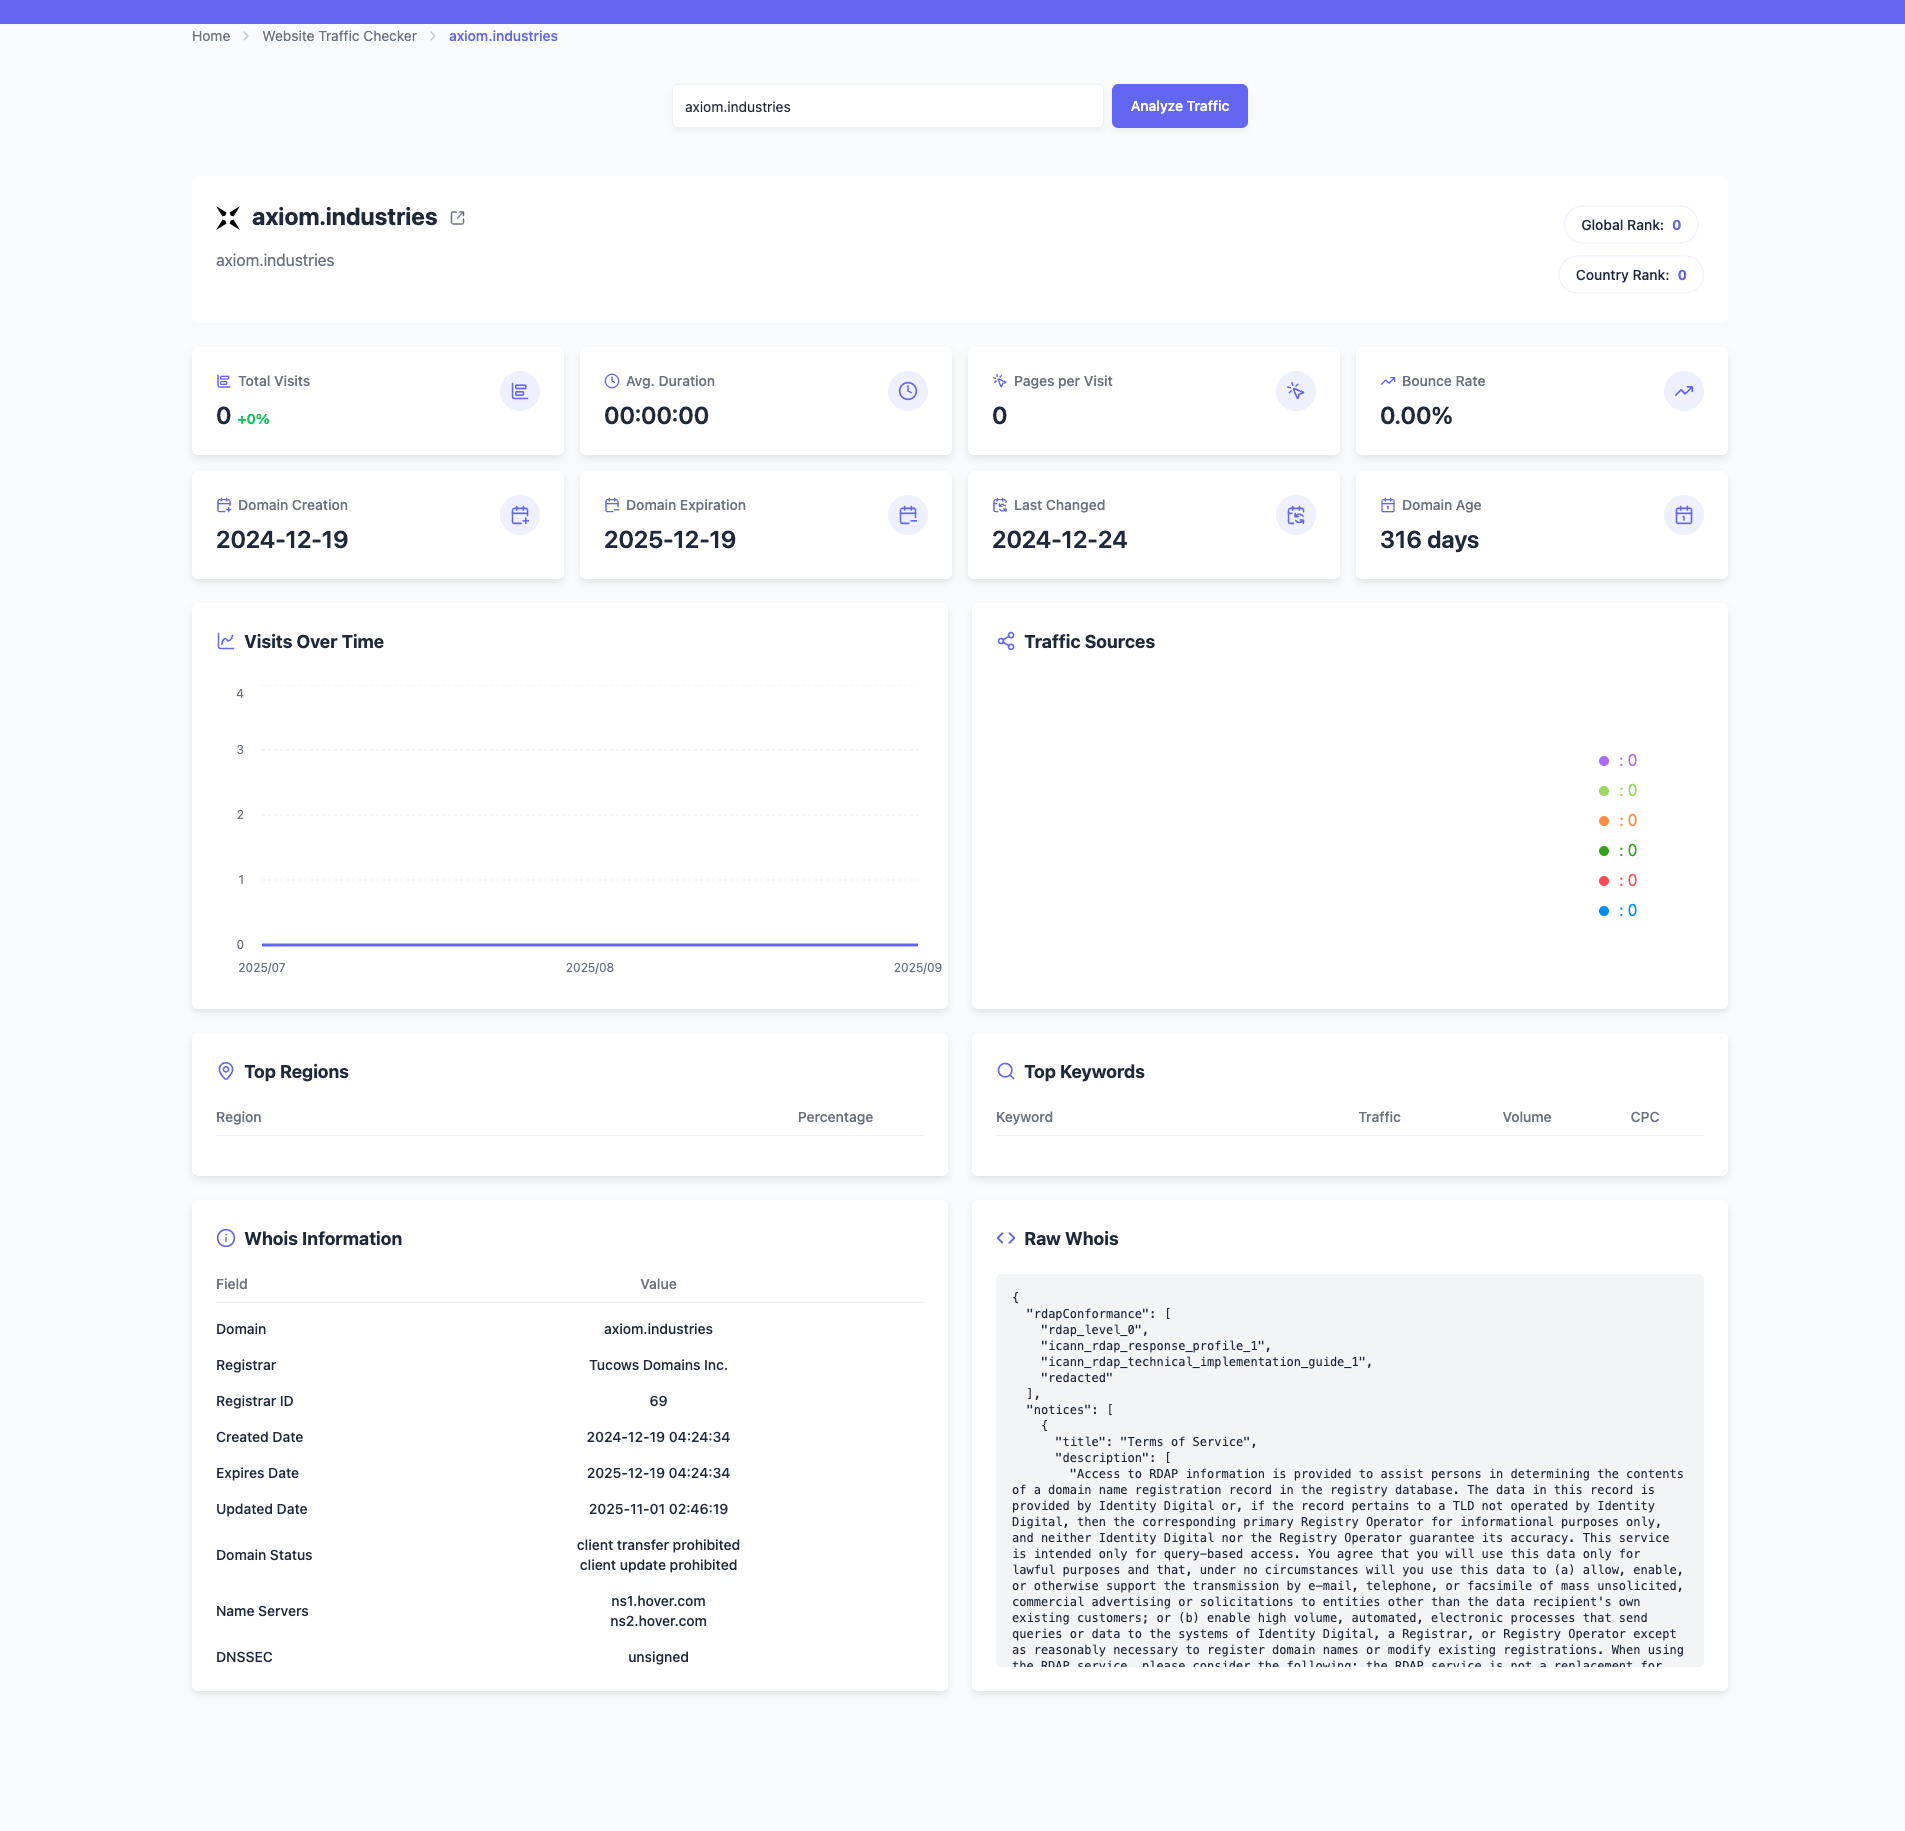 Home
Website Traffic Checker
axiom.industries
axiom.industries
Analyze Traffic
axiom.industries
axiom.industries
Global Rank: 0
Country Rank: 0
Total Visits
0 +0%
Avg. Duration
00:00:00
Pages per Visit
0
Bounce Rate
0.00%
Domain Creation
2024-12-19
Domain Expiration
2025-12-19
Last Changed
2024-12-24
Domain Age
316 days
Visits Over Time
4
3
2
1
0
2025/07
2025/08
2025/09
Traffic Sources
: 0
: 0
: 0
: 0
: 0
: 0
Top Regions
Region Percentage
Top Keywords
Keyword Traffic Volume CPC
Whois Information
Field Value
Domain axiom.industries
Registrar Tucows Domains Inc.
Registrar ID 69
Created Date 2024-12-19 04:24:34
Expires Date 2025-12-19 04:24:34
Updated Date 2025-11-01 02:46:19
Domain Status client transfer prohibited
client update prohibited
Name Servers ns1.hover.com
ns2.hover.com
DNSSEC unsigned
Raw Whois
{
"rdapConformance": [
"rdap_level_0",
"icann_rdap_response_profile_1",
"icann_rdap_technical_implementation_guide_1",
"redacted"
],
"notices": [
{
"title": "Terms of Service",
"description": [
"Access to RDAP information is provided to assist persons in determining the contents
of a domain name registration record in the registry database. The data in this record is
provided by Identity Digital or, if the record pertains to a TLD not operated by Identity
Digital, then the corresponding primary Registry Operator for informational purposes only,
and neither Identity Digital nor the Registry Operator guarantee its accuracy. This service
is intended only for query-based access. You agree that you will use this data only for
lawful purposes and that, under no circumstances will you use this data to (a) allow, enable,
or otherwise support the transmission by e-mail, telephone, or facsimile of mass unsolicited,
commercial advertising or solicitations to entities other than the data recipient's own
existing customers; or (b) enable high volume, automated, electronic processes that send
queries or data to the systems of Identity Digital, a Registrar, or Registry Operator except
as reasonably necessary to register domain names or modify existing registrations. When using
the RDAP service, please consider the following: the RDAP service is not a replacement for